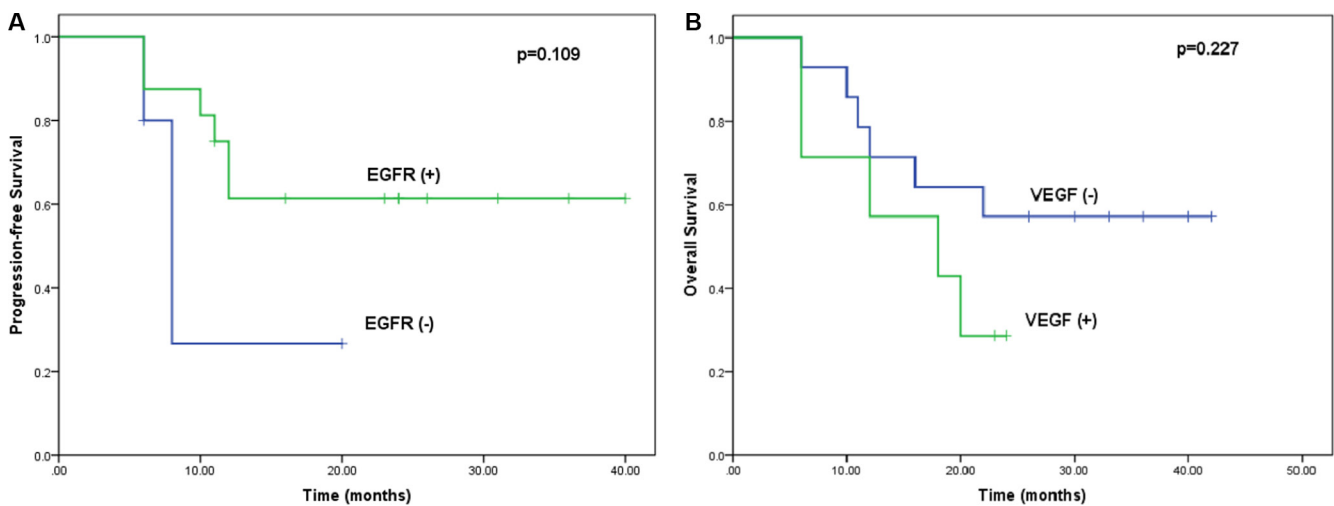 A
p=0.109
Progression-free Survival
1.0
0.8
0.6
0.4
0.2
0.0
EGFR (+)
EGFR (-)
.00 10.00 20.00 30.00 40.00
Time (months)
B
p=0.227
Overall Survival
1.0
0.8
0.6
0.4
0.2
0.0
VEGF (-)
VEGF (+)
.00 10.00 20.00 30.00 40.00 50.00
Time (months)